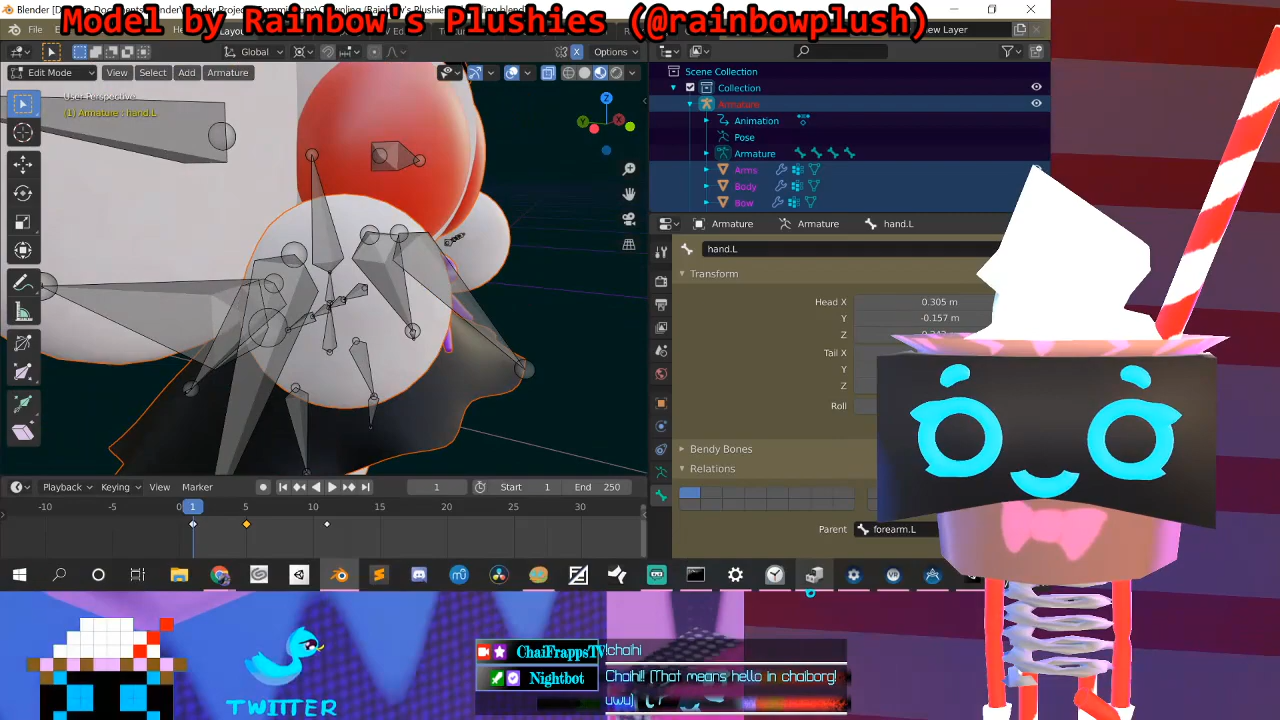 Model by Rainbow's Plushies (@rainbowplush)
File
Options
Global
Edit Mode
View
Select
Add
Armature
User Perspective
(1) Armature : hand.L
Z
Y
New Layer
Scene Collection
Collection
Armature
Animation
Pose
Armature
Arms
Body
Bow
Armature
Armature
hand.L
hand.L
Transform
Head X
0.305 m
Y
-0.157 m
Z
Tail X
Y
Z
Roll
Bendy Bones
Relations
Parent
forearm.L
Playback
Keying
View
Marker
1
Start
1
End
250
-10
-5
1
5
10
15
20
25
30
TWITTER
ChaiFrappsTV
chaihi
Nightbot
Chaihi! (That means hello in chaiborg!
uwu)